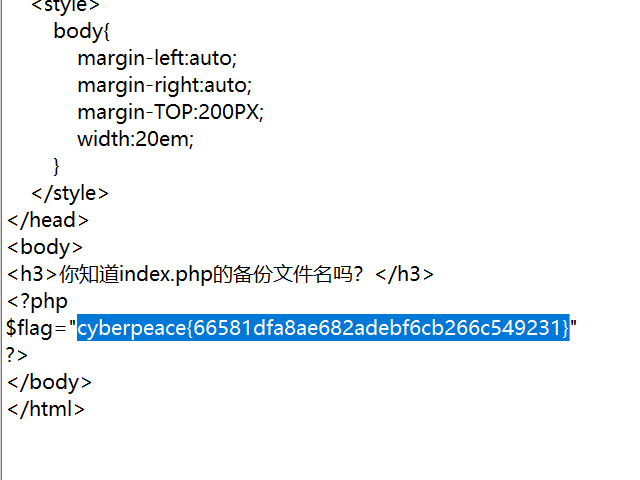 <style>
body{
margin-left:auto;
margin-right:auto;
margin-TOP:200PX;
width:20em;
}
</style>
</head>
<body>
<h3>你知道index.php的备份文件名吗？</h3>
<?php
$flag="cyberpeace{66581dfa8ae682adebf6cb266c549231}"
?>
</body>
</html>